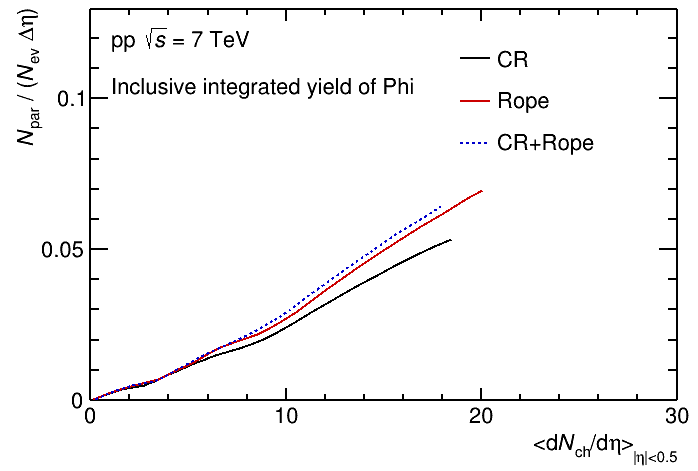 pp √s = 7 TeV
Inclusive integrated yield of Phi
CR
Rope
CR+Rope
N_par / (N_ev Δη)
0.1
0.05
0
0 10 20 30
<dN_ch/dη>_|η|<0.5